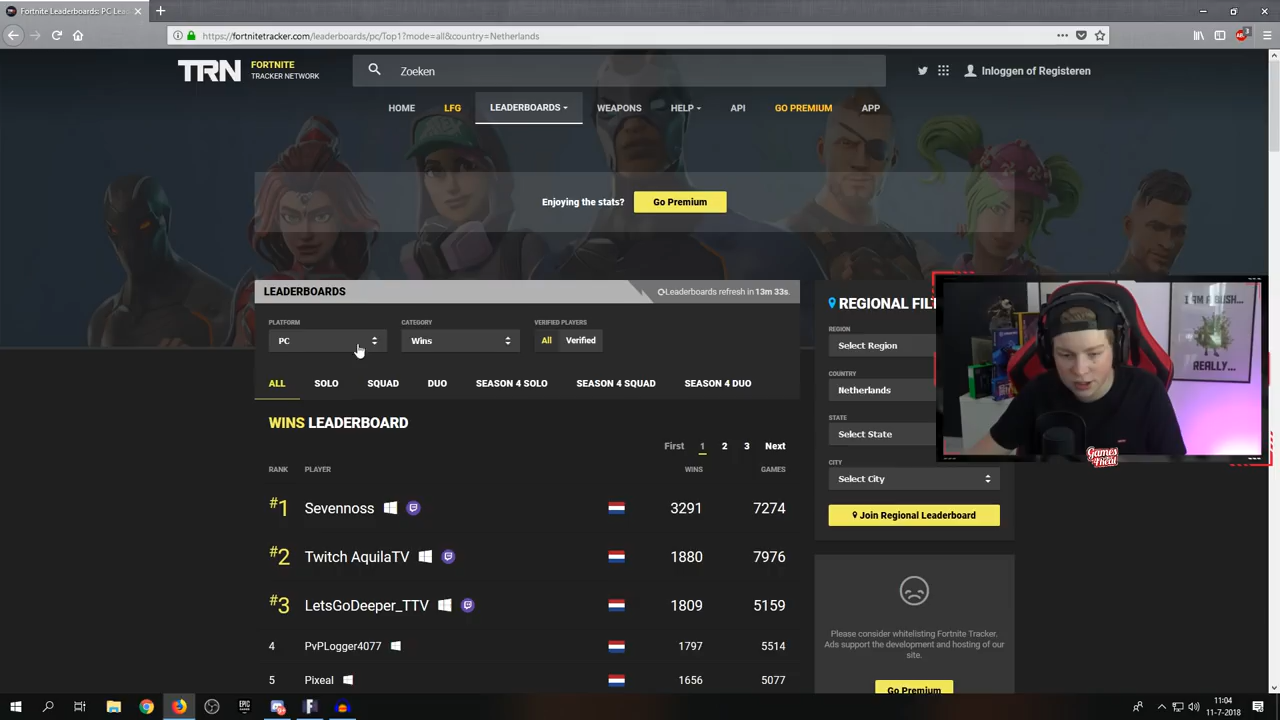 Fortnite Leaderboards: PC Lea
https://fortnitetracker.com/leaderboards/pc/Top1?mode=all&country=Netherlands
TRN FORTNITE TRACKER NETWORK
Zoeken
Inloggen of Registeren
HOME LFG LEADERBOARDS WEAPONS HELP API GO PREMIUM APP
Enjoying the stats? Go Premium
LEADERBOARDS
Leaderboards refresh in 13m 33s.
PLATFORM CATEGORY VERIFIED PLAYERS
PC Wins All Verified
ALL SOLO SQUAD DUO SEASON 4 SOLO SEASON 4 SQUAD SEASON 4 DUO
WINS LEADERBOARD
First 1 2 3 Next
RANK PLAYER WINS GAMES
#1 Sevennoss 3291 7274
#2 Twitch AquilaTV 1880 7976
#3 LetsGoDeeper_TTV 1809 5159
4 PvPLogger4077 1797 5514
5 Pixeal 1656 5077
REGIONAL FIL
REGION
Select Region
COUNTRY
Netherlands
STATE
Select State
CITY
Select City
Join Regional Leaderboard
Please consider whitelisting Fortnite Tracker.
Ads support the development and hosting of our
site.
Go Premium
REALLY...
Games
Head
11:04
11-7-2018